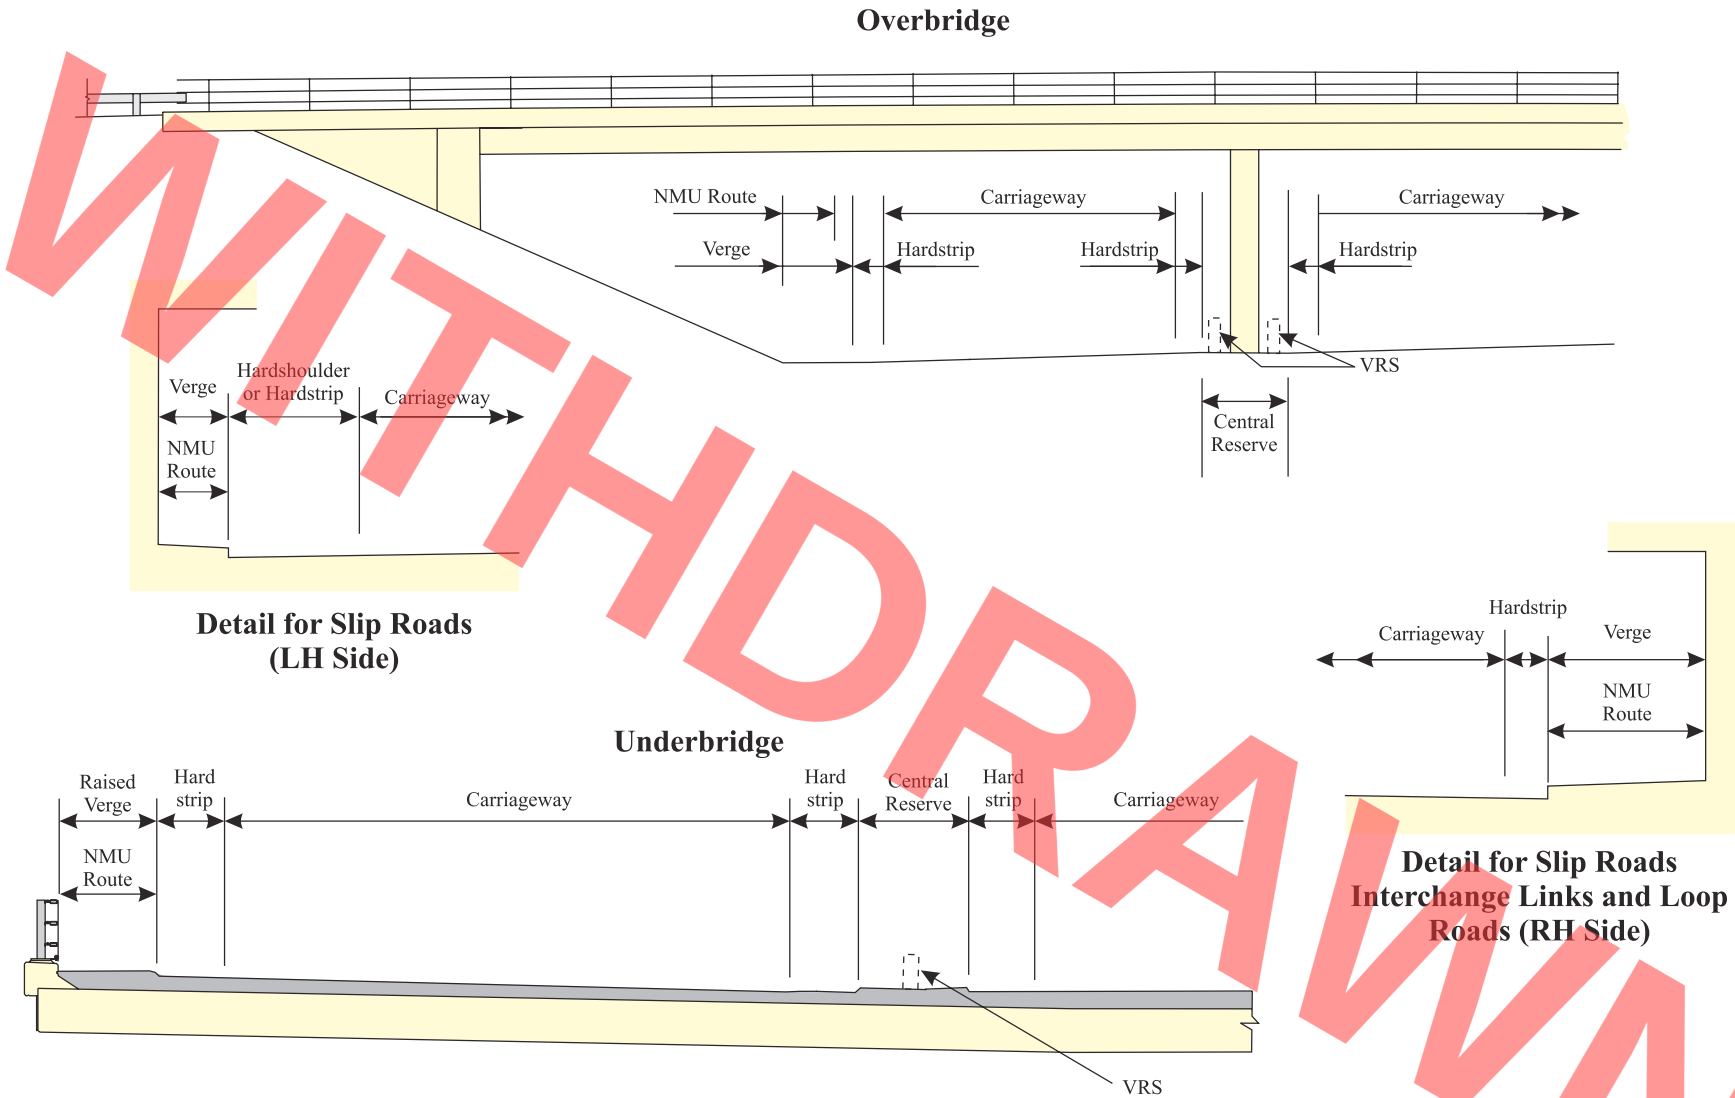 Overbridge
NMU Route
Carriageway
Carriageway
Verge
Hardstrip
Hardstrip
Hardstrip
VRS
Central
Reserve
Verge
Hardshoulder
or Hardstrip
Carriageway
NMU
Route
Detail for Slip Roads
(LH Side)
Hardstrip
Carriageway
Verge
NMU
Route
Detail for Slip Roads
Interchange Links and Loop
Roads (RH Side)
Underbridge
Raised
Verge
Hard
strip
Carriageway
Hard
strip
Central
Reserve
Hard
strip
Carriageway
NMU
Route
VRS
WITHDRAWN